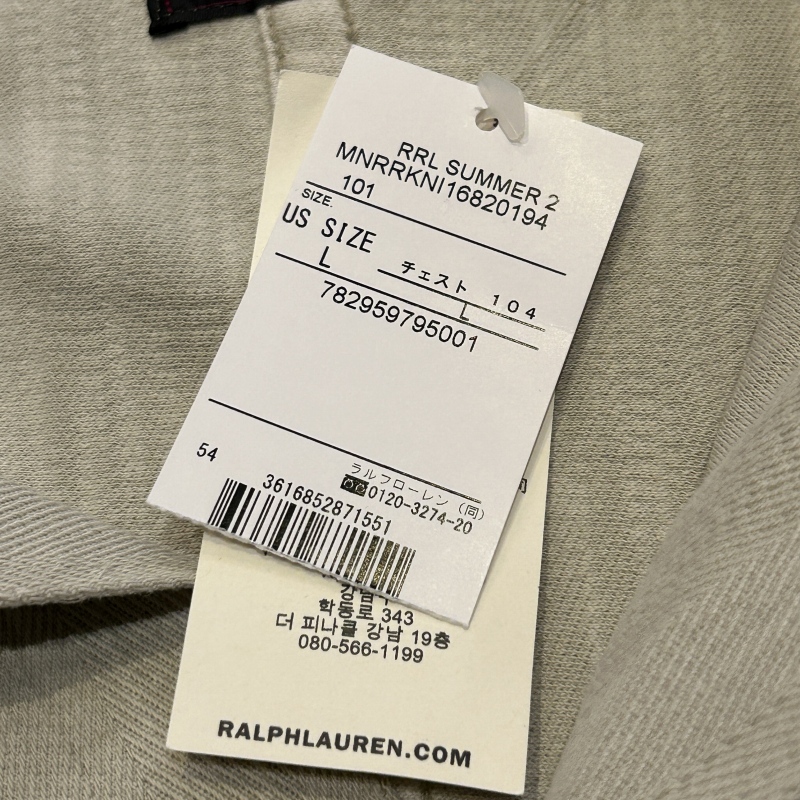 RRL SUMMER 2
MNRRKNI16820194
101
SIZE.
US SIZE
L
チェスト 104
L
782959795001
54
ラルフローレン (同)
0120-3274-20
3616852871551
학동로 343
더 피나클 강남 19층
080-566-1199
RALPHLAUREN.COM